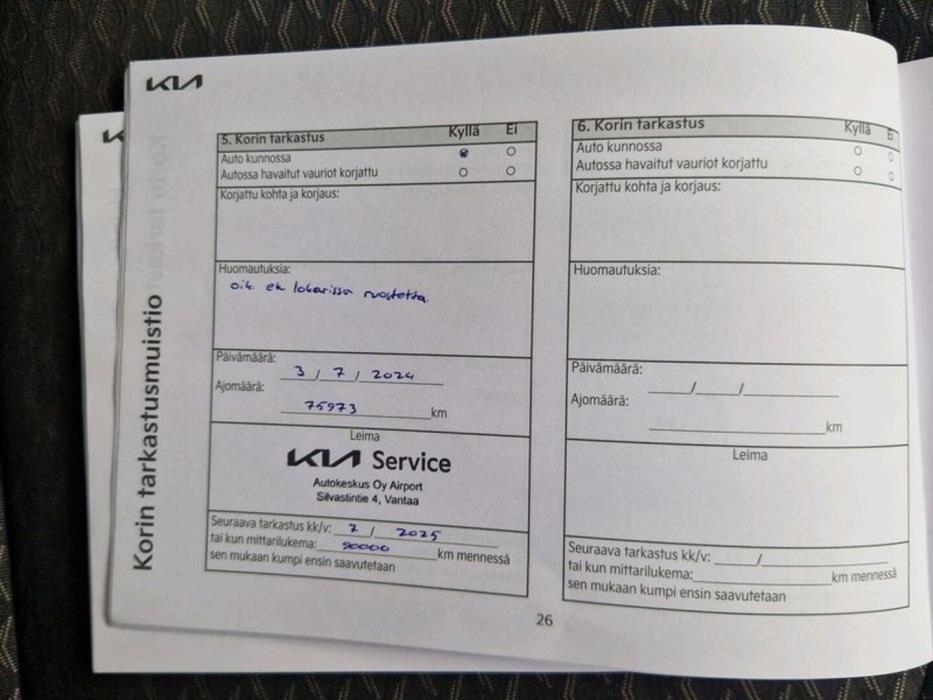 KIA
Korin tarkastusmuistio
5. Korin tarkastus Kyllä Ei
Auto kunnossa
Autossa havaitut vauriot korjattu
Korjattu kohta ja korjaus:
Huomautuksia:
oik. ek lokarissa ruostetta.
Päivämäärä: 3 / 7 / 2024
Ajomäärä: 75973 km
Leima
KIA Service
Autokeskus Oy Airport
Silvastintie 4, Vantaa
Seuraava tarkastus kk/v: 7 / 2025
tai kun mittarilukema: 90000 km mennessä
sen mukaan kumpi ensin saavutetaan
6. Korin tarkastus Kyllä Ei
Auto kunnossa
Autossa havaitut vauriot korjattu
Korjattu kohta ja korjaus:
Huomautuksia:
Päivämäärä: / /
Ajomäärä: km
Leima
Seuraava tarkastus kk/v: /
tai kun mittarilukema: km mennessä
sen mukaan kumpi ensin saavutetaan
26